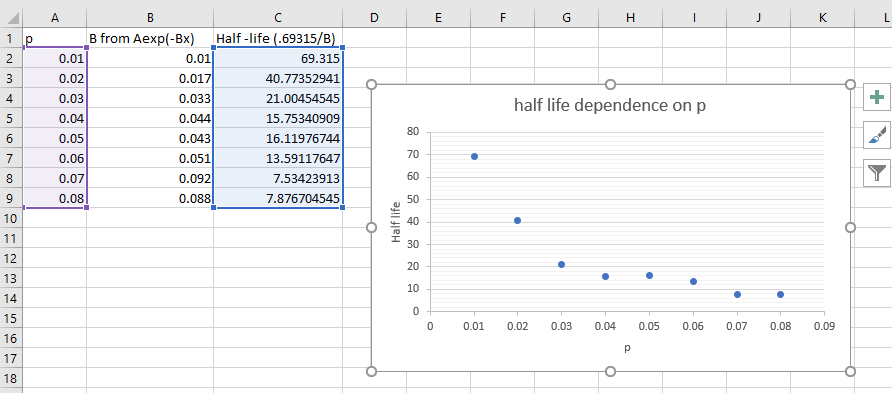 A B C D E F G H I J K L
1 p B from Aexp(-Bx) Half -life (.69315/B)
2 0.01 0.01 69.315
3 0.02 0.017 40.77352941
4 0.03 0.033 21.00454545
5 0.04 0.044 15.75340909
6 0.05 0.043 16.11976744
7 0.06 0.051 13.59117647
8 0.07 0.092 7.53423913
9 0.08 0.088 7.876704545
10
11
12
13
14
15
16
17
18
half life dependence on p
80
70
60
50
40
30
20
10
0
Half life
0 0.01 0.02 0.03 0.04 0.05 0.06 0.07 0.08 0.09
p